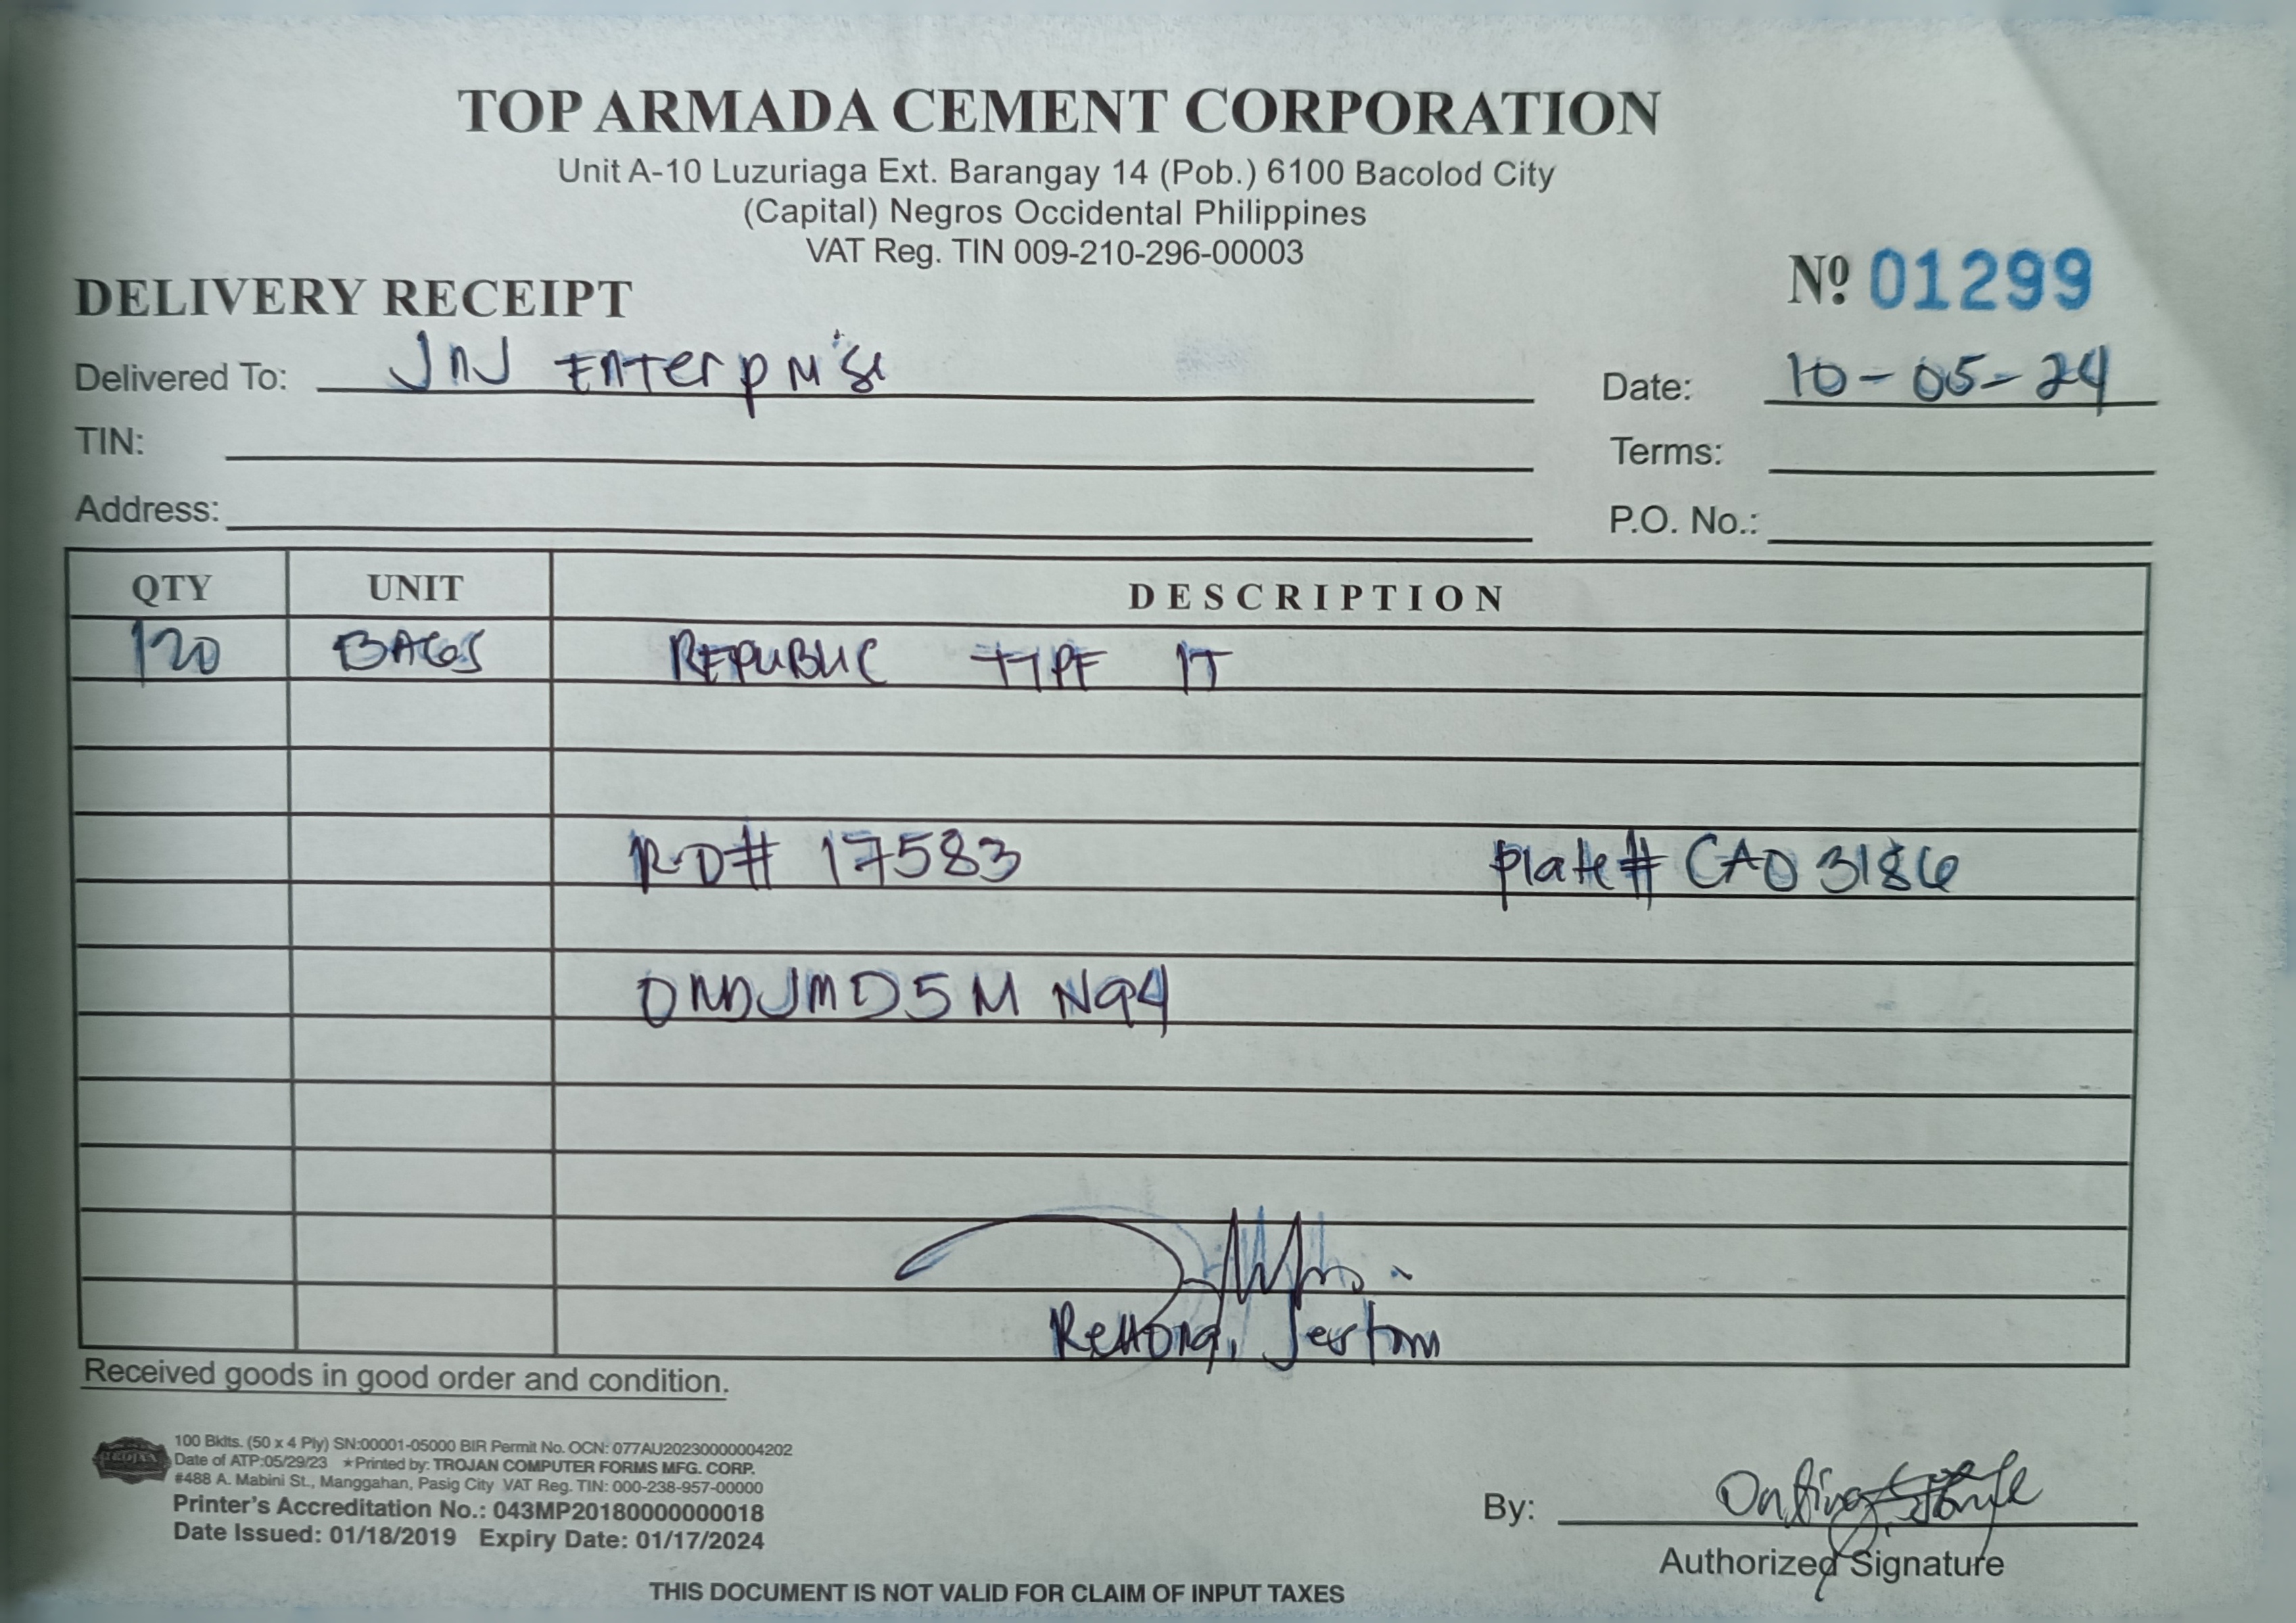 TOP ARMADA CEMENT CORPORATION
Unit A-10 Luzuriaga Ext. Barangay 14 (Pob.) 6100 Bacolod City
(Capital) Negros Occidental Philippines
VAT Reg. TIN 009-210-296-00003
DELIVERY RECEIPT
Nº 01299
Delivered To: JNJ Enterprise
Date: 10-05-24
TIN:
Terms:
Address:
P.O. No.:
QTY UNIT DESCRIPTION
120 BAGS REPUBLIC TYPE 1T
RD# 17583 plate# CAO 3186
N94
Received goods in good order and condition.
100 Bklts. (50 x 4 Ply) SN:00001-05000 BIR Permit No. OCN: 077AU20230000004202
Date of ATP:05/29/23 ★Printed by: TROJAN COMPUTER FORMS MFG. CORP.
#488 A. Mabini St., Manggahan, Pasig City VAT Reg. TIN: 000-238-957-00000
Printer's Accreditation No.: 043MP20180000000018
Date Issued: 01/18/2019 Expiry Date: 01/17/2024
By:
Authorized Signature
THIS DOCUMENT IS NOT VALID FOR CLAIM OF INPUT TAXES